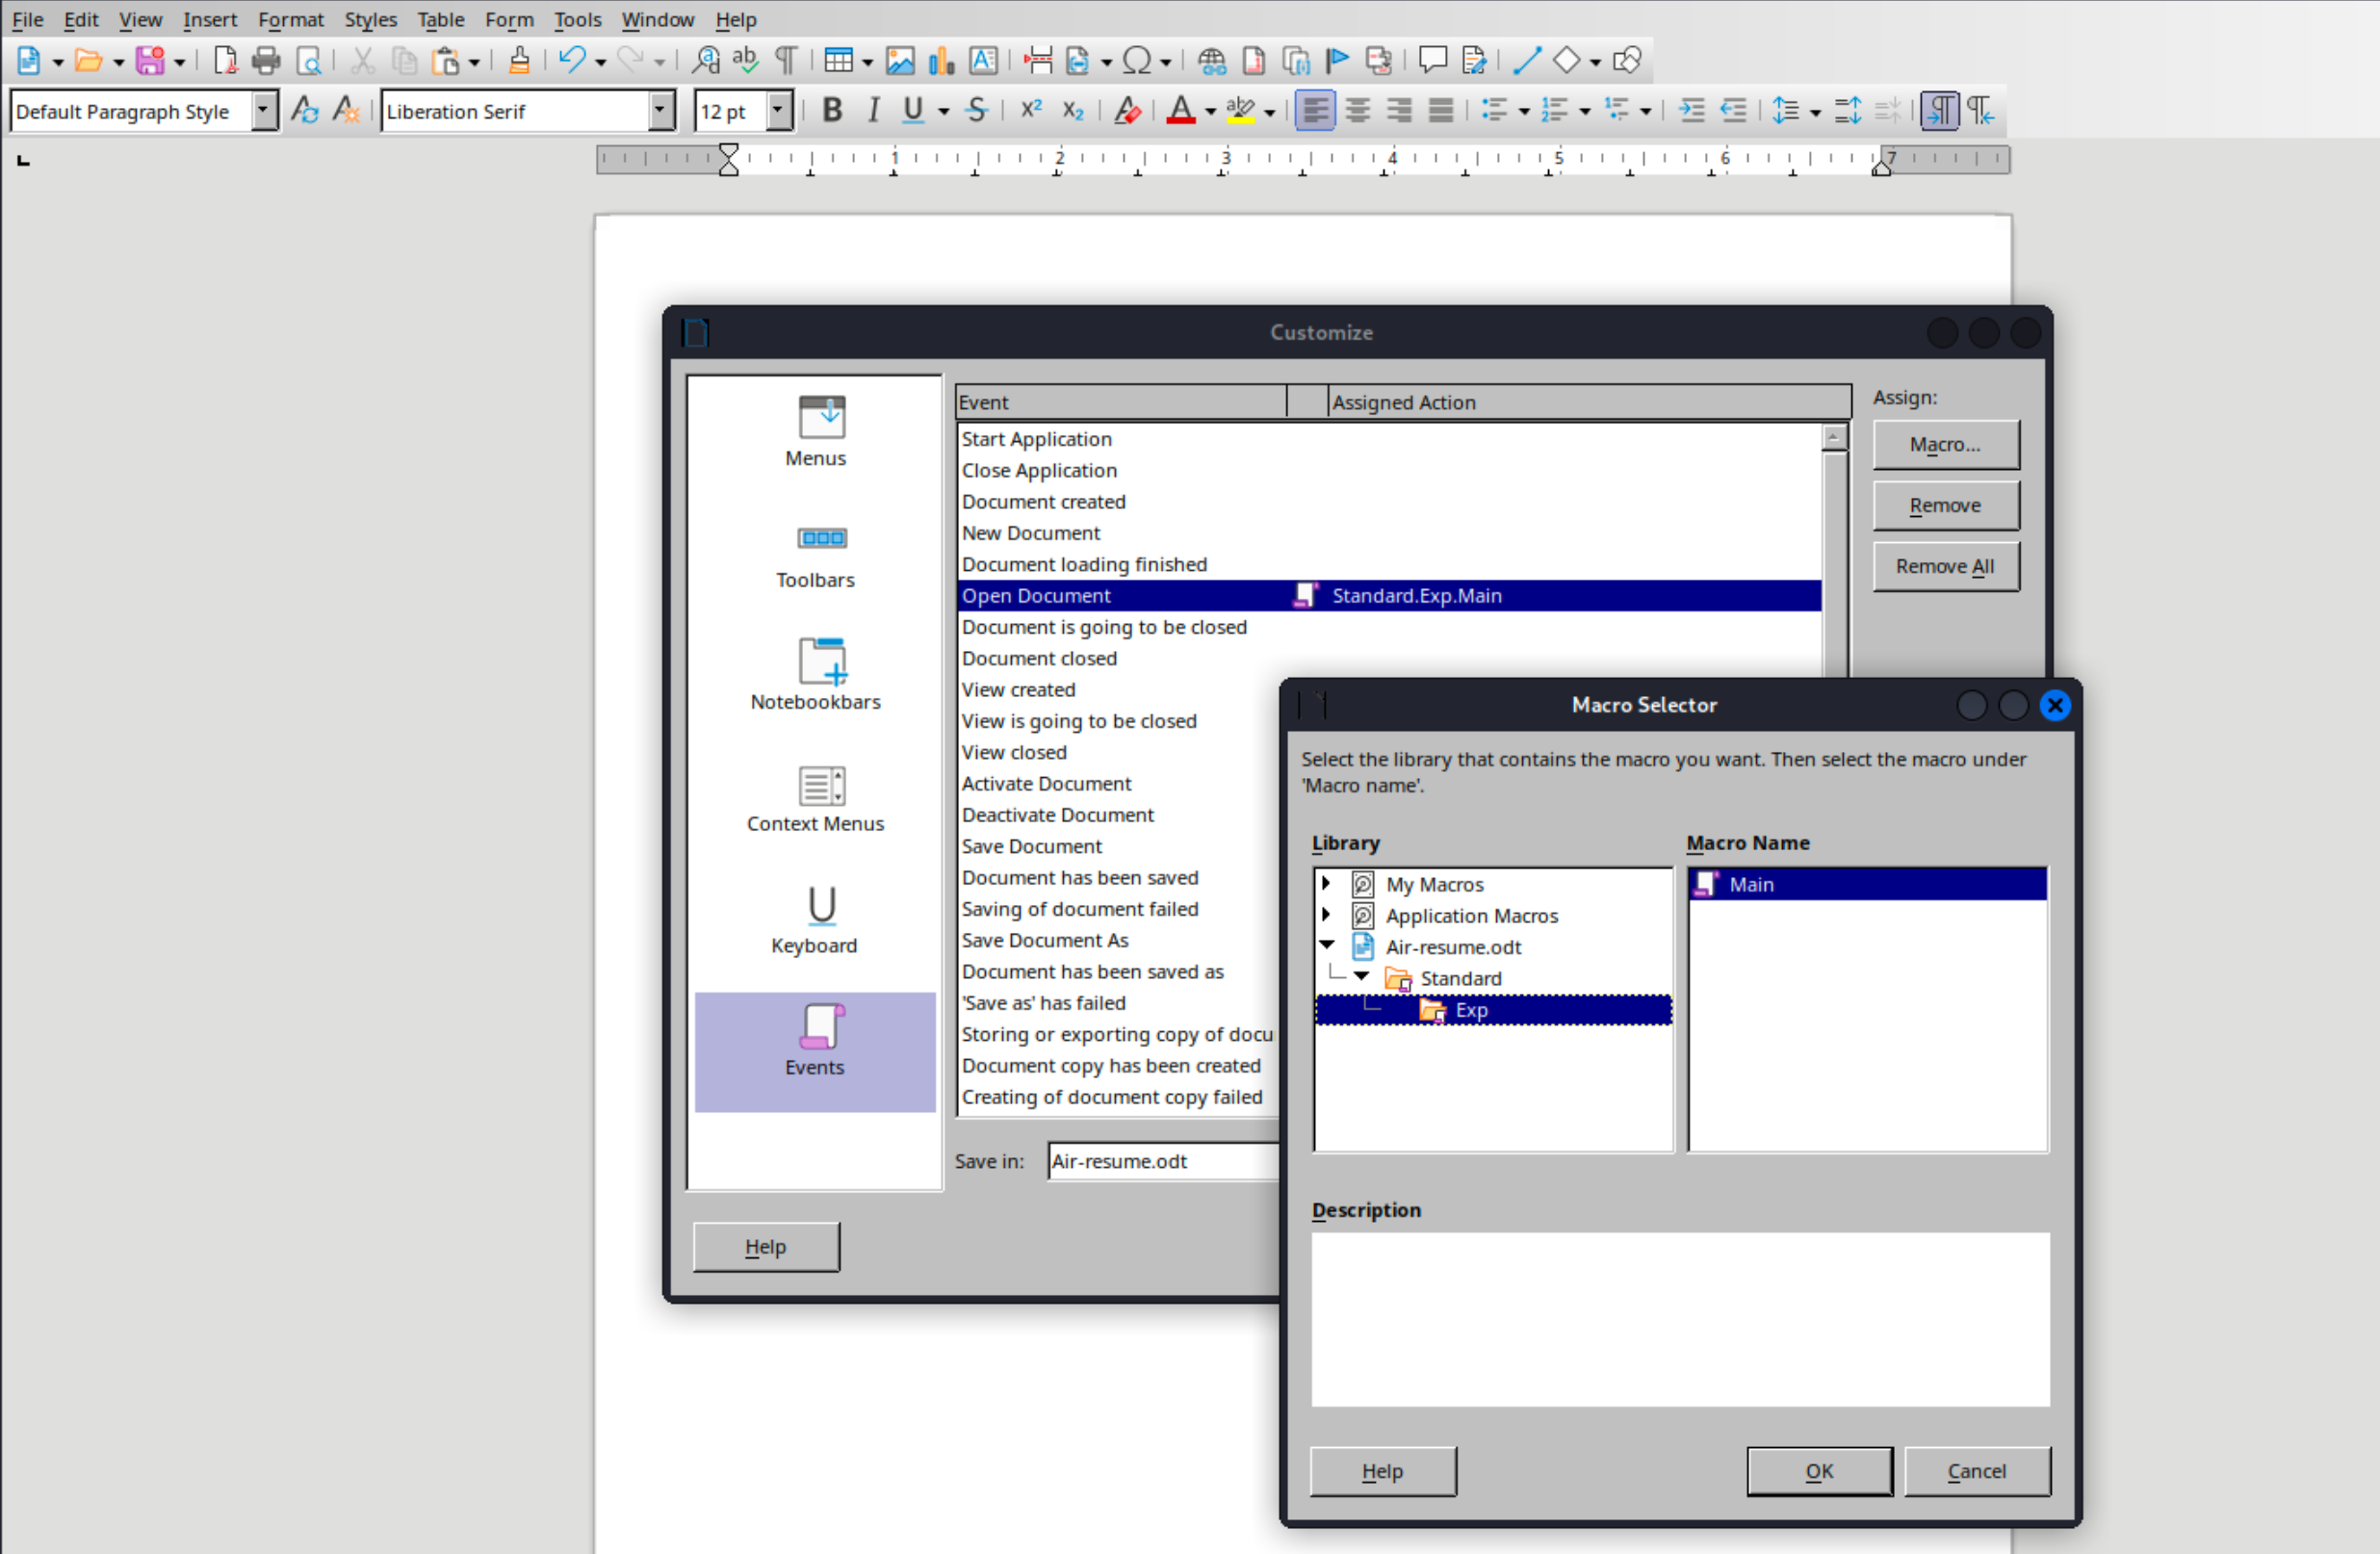 File Edit View Insert Format Styles Table Form Tools Window Help
Default Paragraph Style Liberation Serif 12 pt
1 2 3 4 5 6 7
Customize
Menus
Toolbars
Notebookbars
Context Menus
Keyboard
Events
Event Assigned Action
Start Application
Close Application
Document created
New Document
Document loading finished
Open Document Standard.Exp.Main
Document is going to be closed
Document closed
View created
View is going to be closed
View closed
Activate Document
Deactivate Document
Save Document
Document has been saved
Saving of document failed
Save Document As
Document has been saved as
'Save as' has failed
Storing or exporting copy of docu
Document copy has been created
Creating of document copy failed
Save in: Air-resume.odt
Help
Assign:
Macro...
Remove
Remove All
Macro Selector
Select the library that contains the macro you want. Then select the macro under
'Macro name'.
Library Macro Name
My Macros Main
Application Macros
Air-resume.odt
Standard
Exp
Description
Help OK Cancel